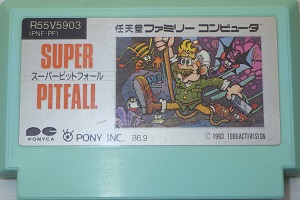 R55V5903
(PNF-PF)
任天堂ファミリーコンピュータ
SUPER
スーパーピットフォール
PITFALL
PONYCA
PONY INC. '86,9
© 1983, 1986 ACTIVISION